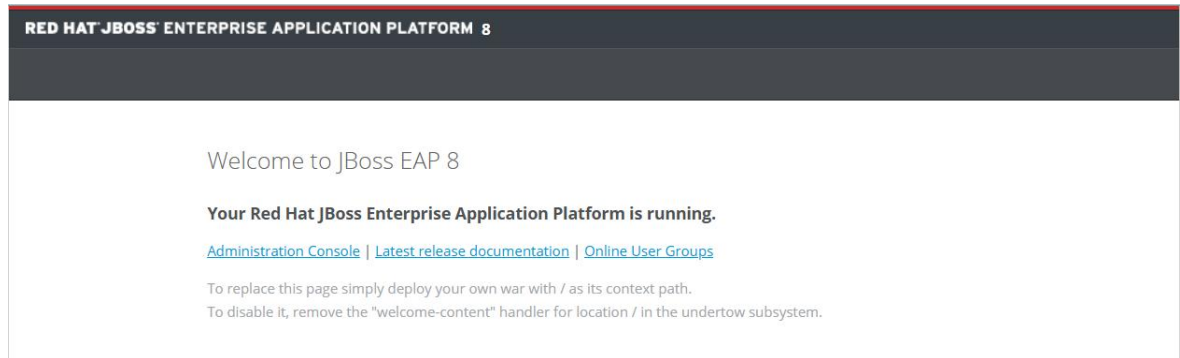 RED HAT JBOSS ENTERPRISE APPLICATION PLATFORM 8
Welcome to JBoss EAP 8
Your Red Hat JBoss Enterprise Application Platform is running.
Administration Console | Latest release documentation | Online User Groups
To replace this page simply deploy your own war with / as its context path.
To disable it, remove the "welcome-content" handler for location / in the undertow subsystem.